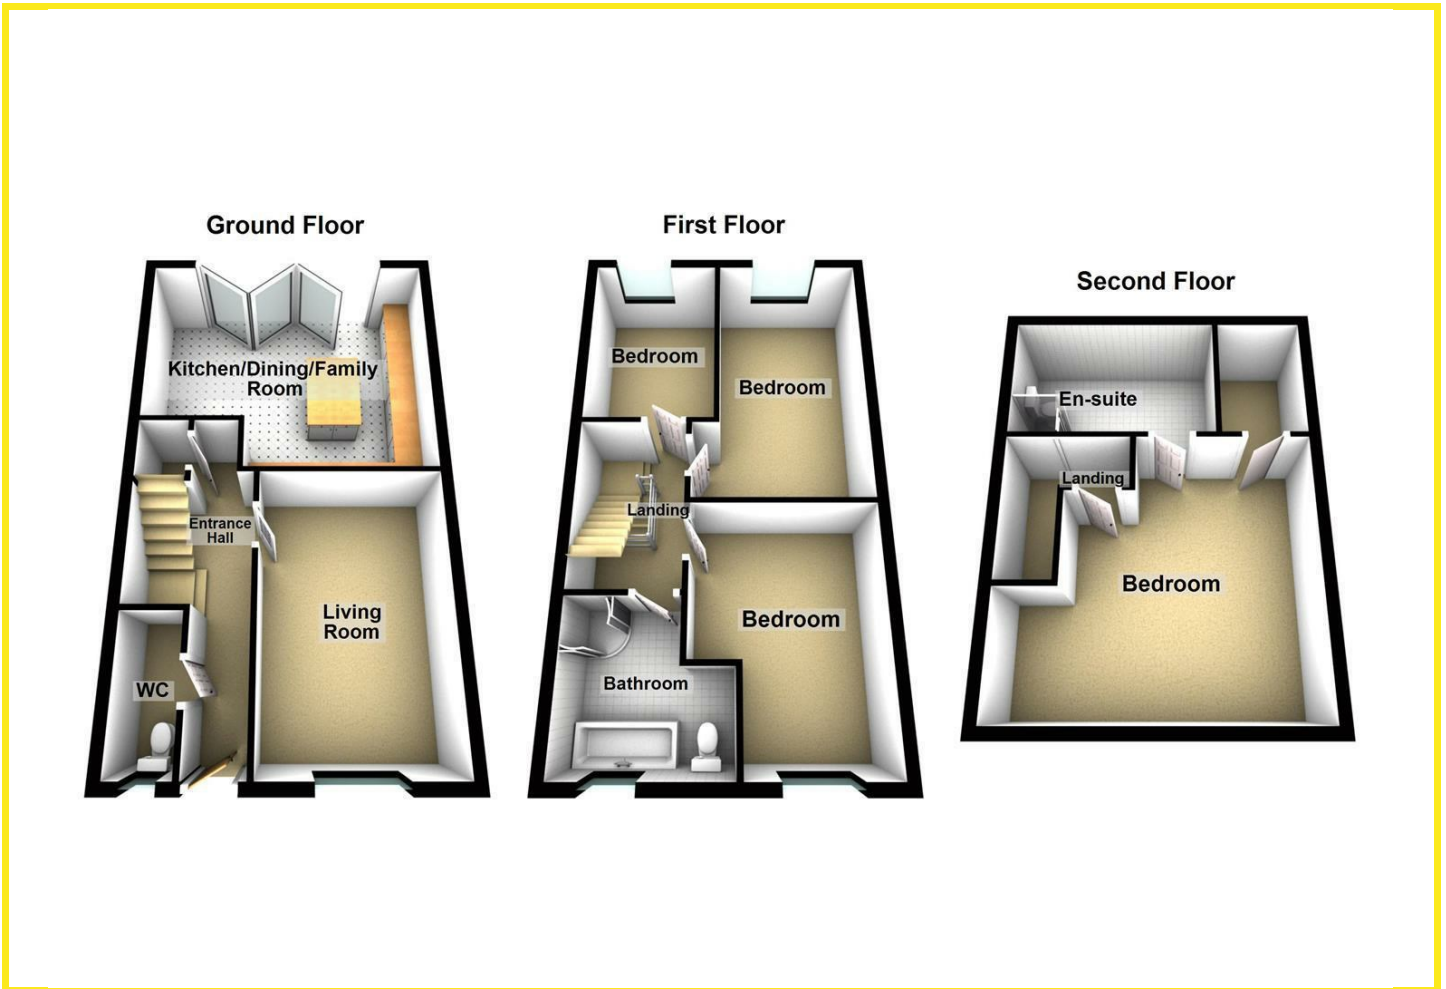 Ground Floor
Kitchen/Dining/Family
Room
Entrance
Hall
Living
Room
WC
First Floor
Bedroom
Bedroom
Landing
Bedroom
Bathroom
Second Floor
En-suite
Landing
Bedroom